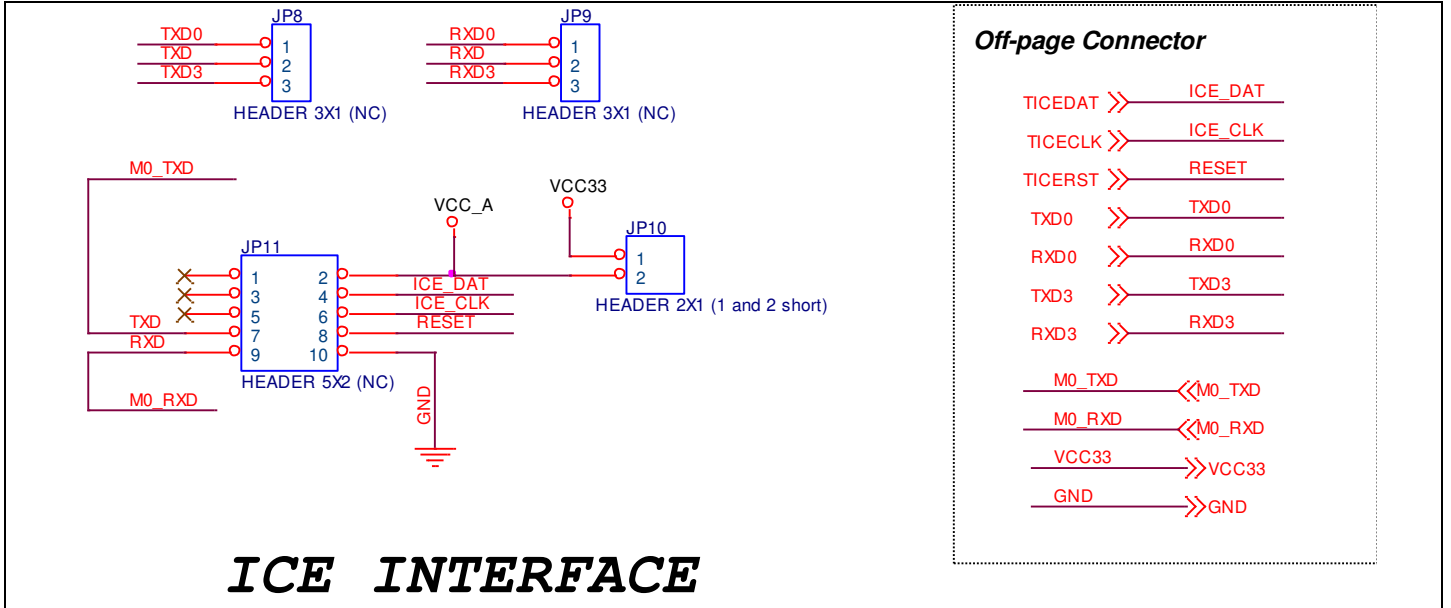 JP8
TXD0
1
TXD
2
TXD3
3
HEADER 3X1 (NC)
JP9
RXD0
1
RXD
2
RXD3
3
HEADER 3X1 (NC)
M0_TXD
VCC_A
VCC33
JP10
1
2
HEADER 2X1 (1 and 2 short)
JP11
1 2
3 4 ICE_DAT
5 6 ICE_CLK
TXD 7 8 RESET
RXD 9 10
HEADER 5X2 (NC)
M0_RXD
GND
ICE INTERFACE
Off-page Connector
TICEDAT ICE_DAT
TICECLK ICE_CLK
TICERST RESET
TXD0 TXD0
RXD0 RXD0
TXD3 TXD3
RXD3 RXD3
M0_TXD M0_TXD
M0_RXD M0_RXD
VCC33 VCC33
GND GND